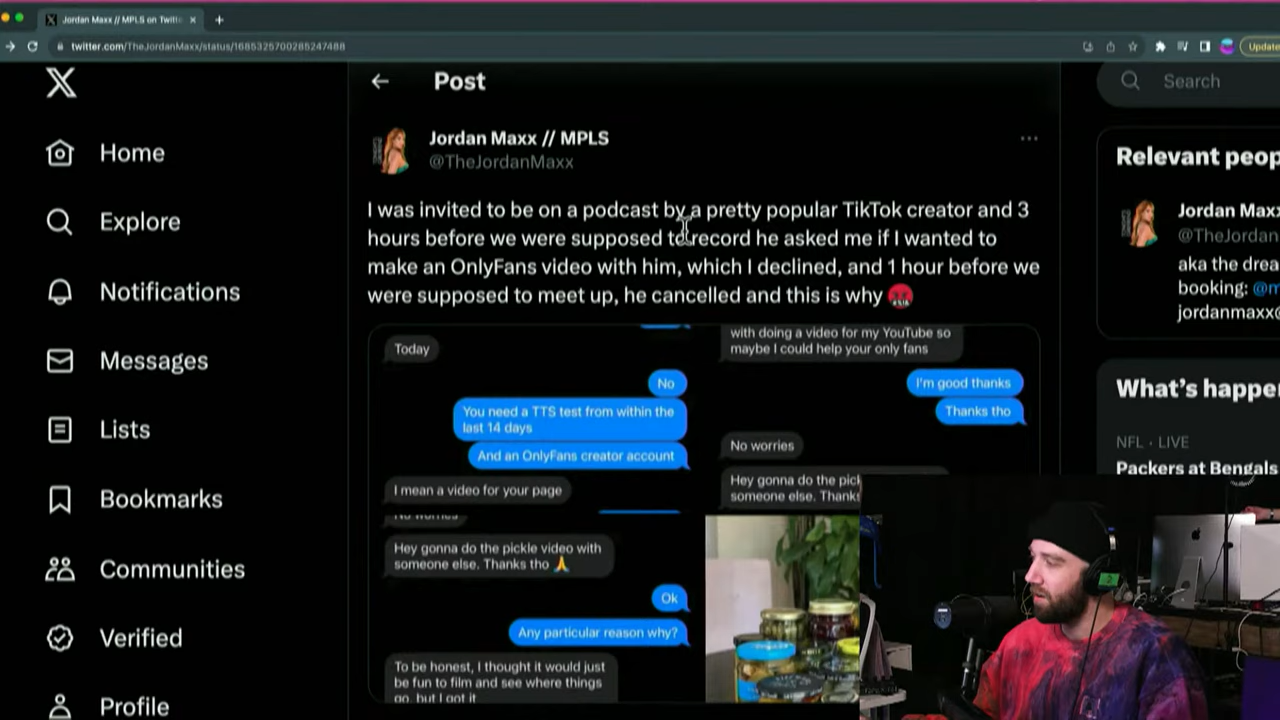 Jordan Maxx // MPLS on Twitt
twitter.com/TheJordanMaxx/status/1685325700285247488
Update
Home
Explore
Notifications
Messages
Lists
Bookmarks
Communities
Verified
Profile
Post
Jordan Maxx // MPLS
@TheJordanMaxx
I was invited to be on a podcast by a pretty popular TikTok creator and 3
hours before we were supposed to record he asked me if I wanted to
make an OnlyFans video with him, which I declined, and 1 hour before we
were supposed to meet up, he cancelled and this is why
Today
No
You need a TTS test from within the
last 14 days
And an OnlyFans creator account
I mean a video for your page
with doing a video for my YouTube so
maybe I could help your only fans
I'm good thanks
Thanks tho
No worries
Hey gonna do the pick
someone else. Thanks
No worries
Hey gonna do the pickle video with
someone else. Thanks tho 🙏
Ok
Any particular reason why?
To be honest, I thought it would just
be fun to film and see where things
go, but I got it
Search
Relevant peop
Jordan Maxx
@TheJordan
aka the drea
booking: @m
jordanmaxx@
What's happe
NFL · LIVE
Packers at Bengals